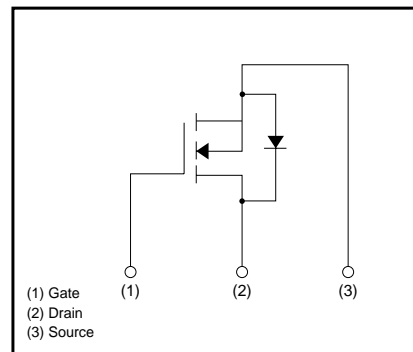 (1) (2) (3)
(1) Gate
(2) Drain
(3) Source